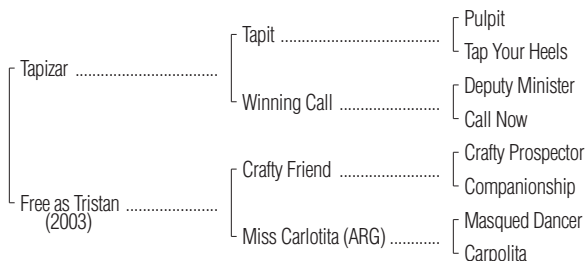 Pulpit
Tapit ..........................................
Tap Your Heels
Tapizar .....................................
Deputy Minister
Winning Call .............................
Call Now
Crafty Prospector
Crafty Friend ............................
Companionship
Free as Tristan ........................
(2003)
Masqued Dancer
Miss Carlotita (ARG) .............
Carpolita